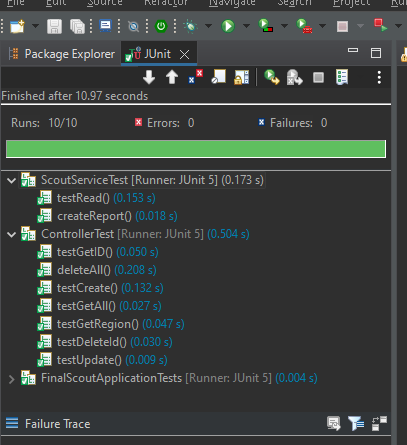 File Edit Source Refactor Navigate Search Project Run
Package Explorer JUnit
Finished after 10.97 seconds
Runs: 10/10 Errors: 0 Failures: 0
ScoutServiceTest [Runner: JUnit 5] (0.173 s)
testRead() (0.153 s)
createReport() (0.018 s)
ControllerTest [Runner: JUnit 5] (0.504 s)
testGetID() (0.050 s)
deleteAll() (0.208 s)
testCreate() (0.132 s)
testGetAll() (0.027 s)
testGetRegion() (0.047 s)
testDeleteId() (0.030 s)
testUpdate() (0.009 s)
FinalScoutApplicationTests [Runner: JUnit 5] (0.004 s)
Failure Trace